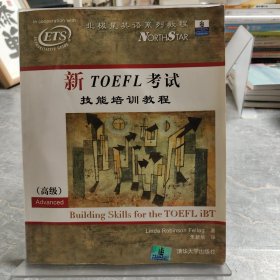 In cooperation with
ETS
北极星英语系列教程
NORTHSTAR
新 TOEFL 考试
技能培训教程
(高级)
Advanced
Building Skills for the TOEFL iBT
Linda Robinson Fellag 著
清华大学出版社